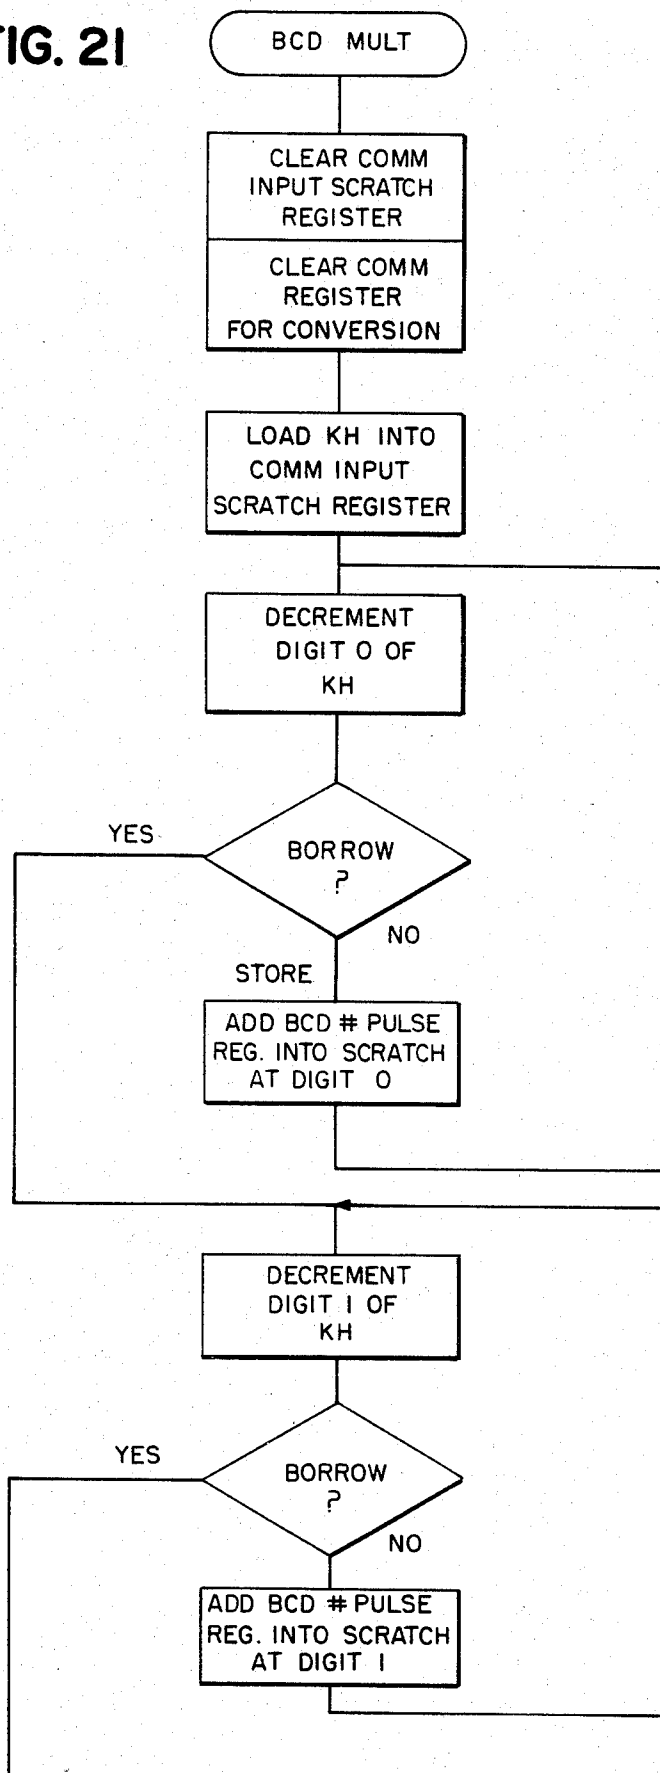 FIG. 21
BCD MULT
CLEAR COMM
INPUT SCRATCH
REGISTER
CLEAR COMM
REGISTER
FOR CONVERSION
LOAD KH INTO
COMM INPUT
SCRATCH REGISTER
DECREMENT
DIGIT 0 OF
KH
YES
BORROW
?
NO
STORE
ADD BCD # PULSE
REG. INTO SCRATCH
AT DIGIT 0
DECREMENT
DIGIT 1 OF
KH
YES
BORROW
?
NO
ADD BCD # PULSE
REG. INTO SCRATCH
AT DIGIT 1